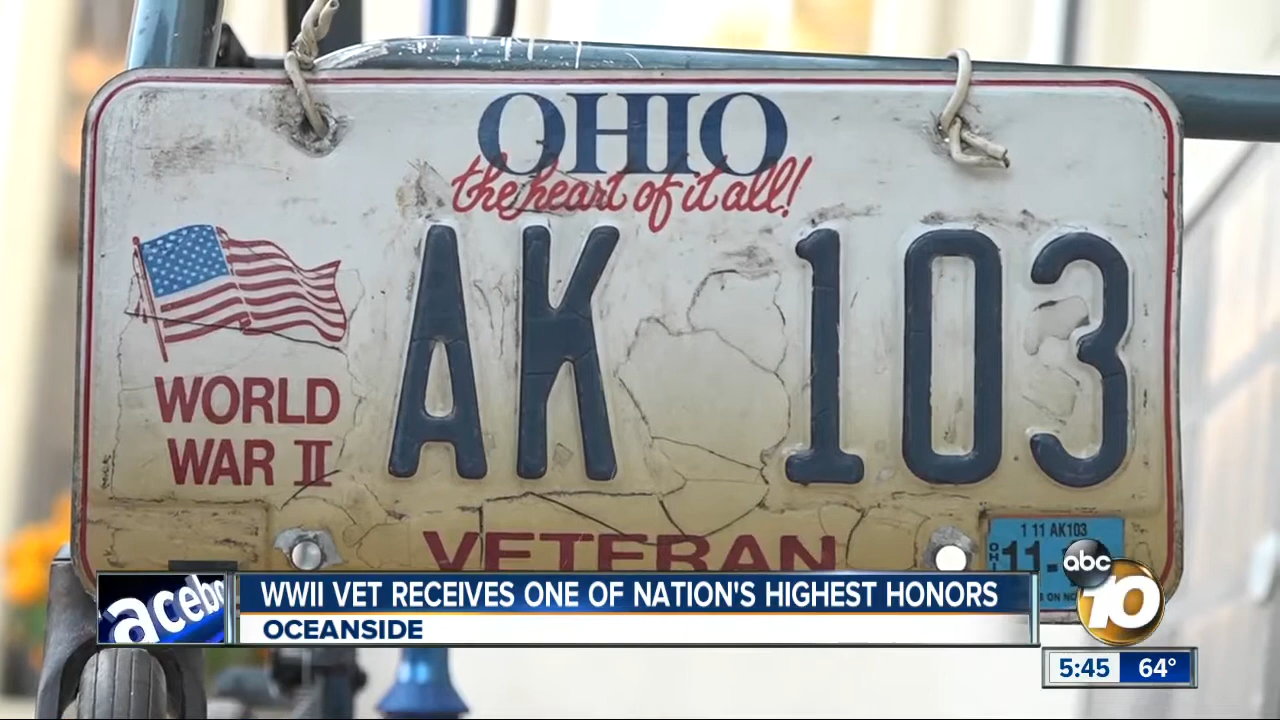 OHIO
the heart of it all!
WORLD
WAR II
AK 103
VETERAN
1 11 AK103
11
abc
10
WWII VET RECEIVES ONE OF NATION'S HIGHEST HONORS
OCEANSIDE
5:45 64°